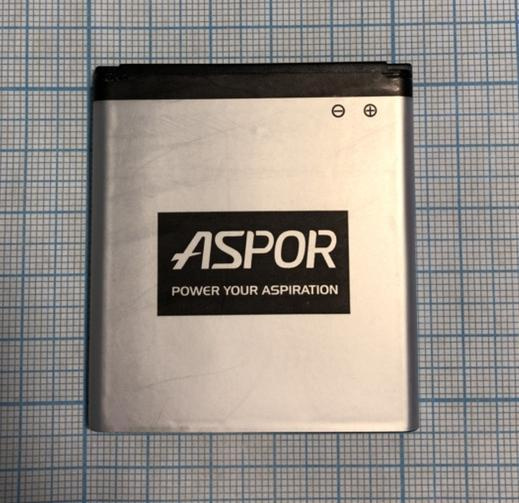 ⊖ ⊕
ASPOR
POWER YOUR ASPIRATION